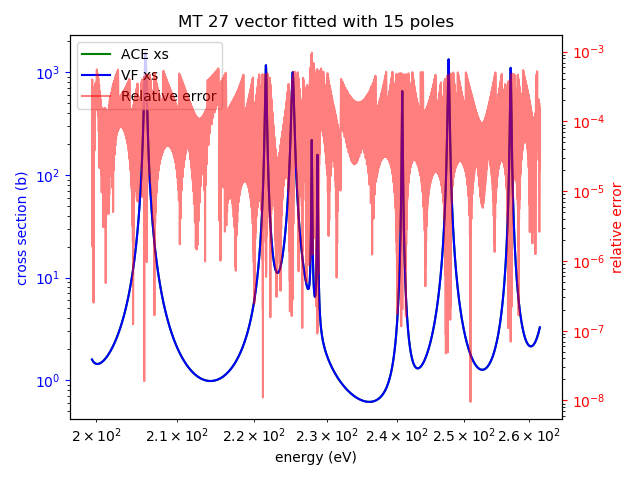 MT 27 vector fitted with 15 poles
ACE xs
VF xs
Relative error
cross section (b)
10³
10²
10¹
10⁰
relative error
10⁻³
10⁻⁴
10⁻⁵
10⁻⁶
10⁻⁷
10⁻⁸
2 × 10² 2.1 × 10² 2.2 × 10² 2.3 × 10² 2.4 × 10² 2.5 × 10² 2.6 × 10²
energy (eV)